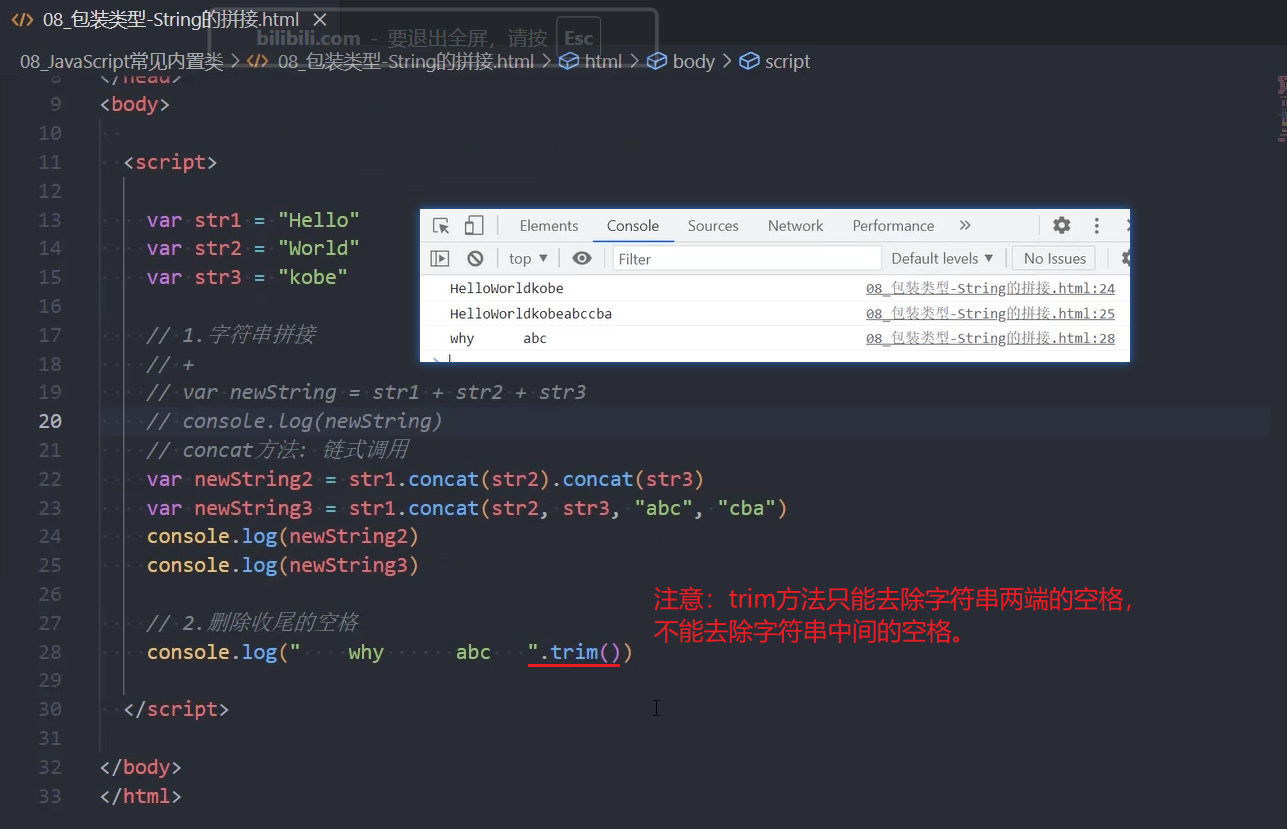 08_包装类型-String的拼接.html
bilibili.com - 要退出全屏，请按 Esc
08_JavaScript常见内置类 > 08_包装类型-String的拼接.html > html > body > script
8 </head>
9 <body>
10
11 <script>
12
13 var str1 = "Hello"
14 var str2 = "World"
15 var str3 = "kobe"
16
17 // 1.字符串拼接
18 // +
19 // var newString = str1 + str2 + str3
20 // console.log(newString)
21 // concat方法: 链式调用
22 var newString2 = str1.concat(str2).concat(str3)
23 var newString3 = str1.concat(str2, str3, "abc", "cba")
24 console.log(newString2)
25 console.log(newString3)
26
27 // 2.删除收尾的空格
28 console.log("    why      abc   ".trim())
29
30 </script>
31
32 </body>
33 </html>
Elements Console Sources Network Performance »
top ▼ Filter Default levels ▼ No Issues
HelloWorldkobe 08_包装类型-String的拼接.html:24
HelloWorldkobeabccba 08_包装类型-String的拼接.html:25
why      abc 08_包装类型-String的拼接.html:28
注意：trim方法只能去除字符串两端的空格，
不能去除字符串中间的空格。